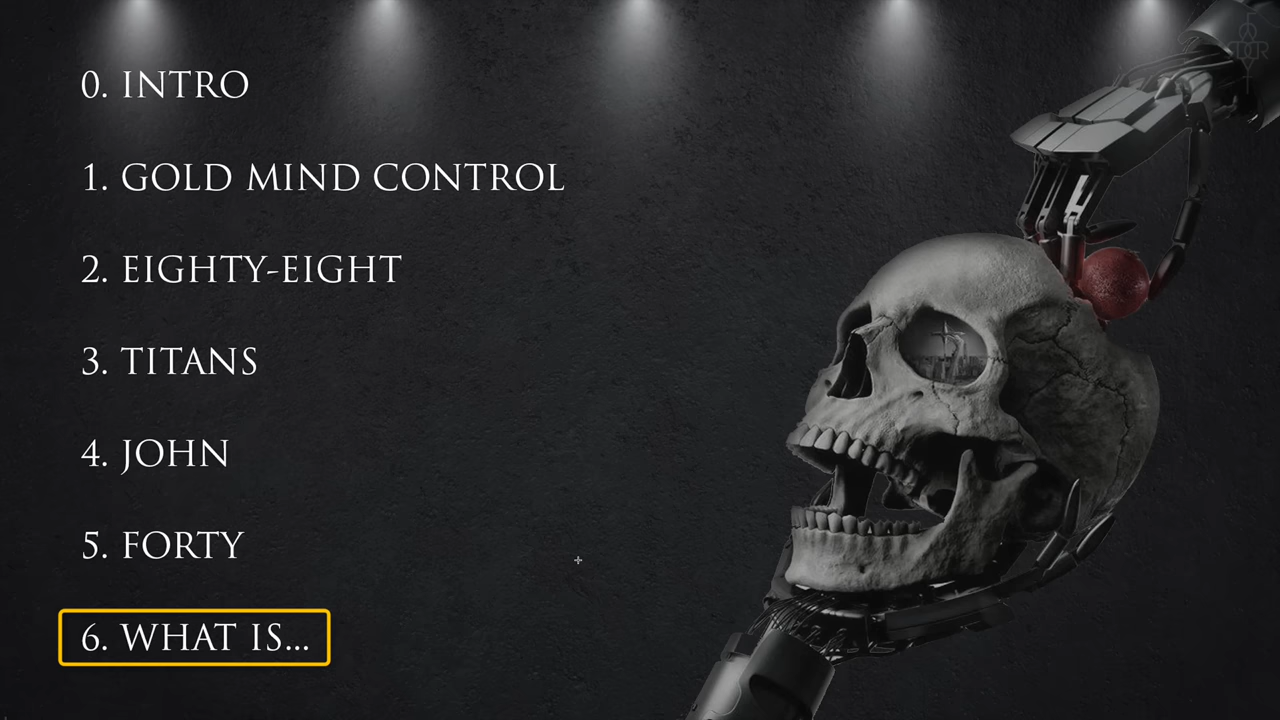 0. INTRO
1. GOLD MIND CONTROL
2. EIGHTY-EIGHT
3. TITANS
4. JOHN
5. FORTY
6. WHAT IS...